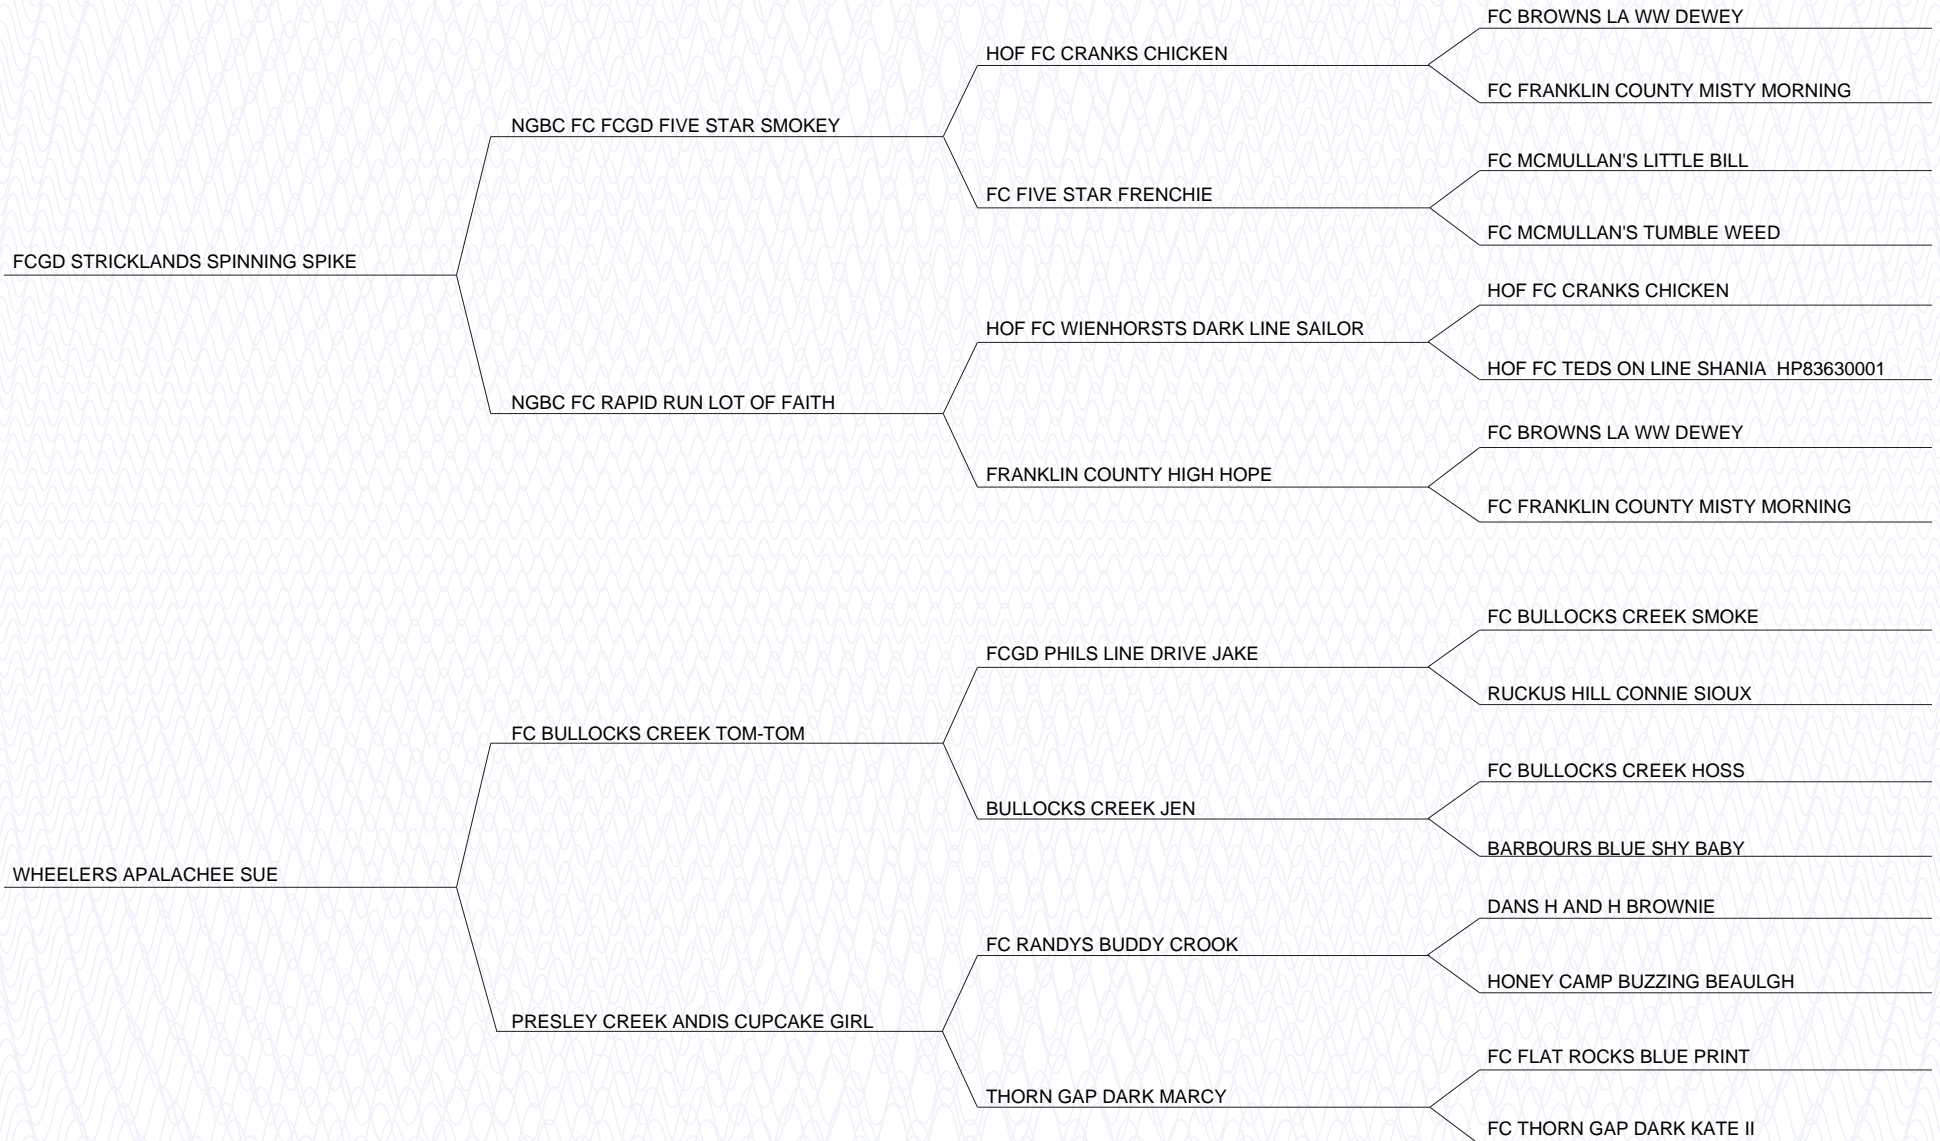 FC BROWNS LA WW DEWEY
HOF FC CRANKS CHICKEN
FC FRANKLIN COUNTY MISTY MORNING
NGBC FC FCGD FIVE STAR SMOKEY
FC MCMULLAN'S LITTLE BILL
FC FIVE STAR FRENCHIE
FC MCMULLAN'S TUMBLE WEED
FCGD STRICKLANDS SPINNING SPIKE
HOF FC CRANKS CHICKEN
HOF FC WIENHORSTS DARK LINE SAILOR
HOF FC TEDS ON LINE SHANIA HP83630001
NGBC FC RAPID RUN LOT OF FAITH
FC BROWNS LA WW DEWEY
FRANKLIN COUNTY HIGH HOPE
FC FRANKLIN COUNTY MISTY MORNING
FC BULLOCKS CREEK SMOKE
FCGD PHILS LINE DRIVE JAKE
RUCKUS HILL CONNIE SIOUX
FC BULLOCKS CREEK TOM-TOM
FC BULLOCKS CREEK HOSS
BULLOCKS CREEK JEN
BARBOURS BLUE SHY BABY
WHEELERS APALACHEE SUE
DANS H AND H BROWNIE
FC RANDYS BUDDY CROOK
HONEY CAMP BUZZING BEAULGH
PRESLEY CREEK ANDIS CUPCAKE GIRL
FC FLAT ROCKS BLUE PRINT
THORN GAP DARK MARCY
FC THORN GAP DARK KATE II